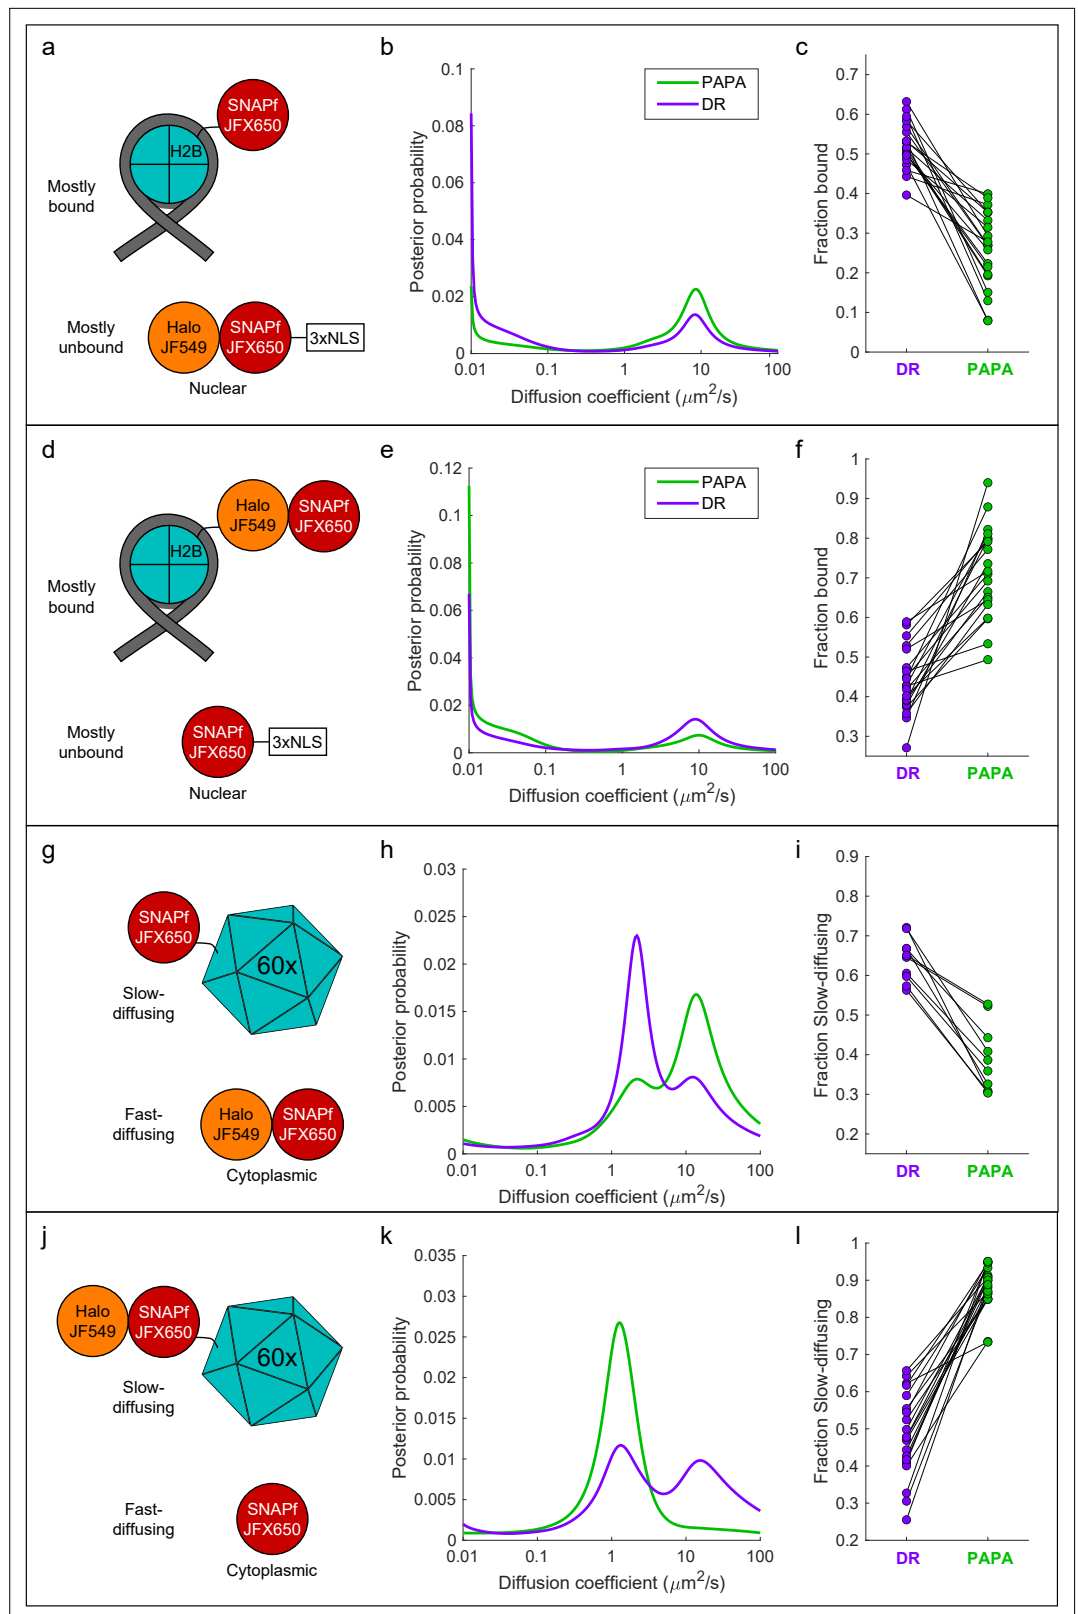 a
SNAPf
JFX650
H2B
Mostly
bound
Mostly
unbound
Halo
JF549
SNAPf
JFX650
3xNLS
Nuclear
b
0.1
0.08
0.06
0.04
0.02
0
Posterior probability
PAPA
DR
0.01
0.1
1
10
100
Diffusion coefficient (μm²/s)
c
0.7
0.6
0.5
0.4
0.3
0.2
0.1
0
Fraction bound
DR
PAPA
d
Halo
JF549
SNAPf
JFX650
H2B
Mostly
bound
Mostly
unbound
SNAPf
JFX650
3xNLS
Nuclear
e
0.12
0.1
0.08
0.06
0.04
0.02
0
Posterior probability
PAPA
DR
0.01
0.1
1
10
100
Diffusion coefficient (μm²/s)
f
1
0.9
0.8
0.7
0.6
0.5
0.4
0.3
Fraction bound
DR
PAPA
g
SNAPf
JFX650
60x
Slow-
diffusing
Fast-
diffusing
Halo
JF549
SNAPf
JFX650
Cytoplasmic
h
0.03
0.025
0.02
0.015
0.01
0.005
0
Posterior probability
0.01
0.1
1
10
100
Diffusion coefficient (μm²/s)
i
0.9
0.8
0.7
0.6
0.5
0.4
0.3
0.2
Fraction Slow-diffusing
DR
PAPA
j
Halo
JF549
SNAPf
JFX650
60x
Slow-
diffusing
Fast-
diffusing
SNAPf
JFX650
Cytoplasmic
k
0.035
0.03
0.025
0.02
0.015
0.01
0.005
0
Posterior probability
0.01
0.1
1
10
100
Diffusion coefficient (μm²/s)
l
1
0.9
0.8
0.7
0.6
0.5
0.4
0.3
0.2
Fraction Slow-diffusing
DR
PAPA